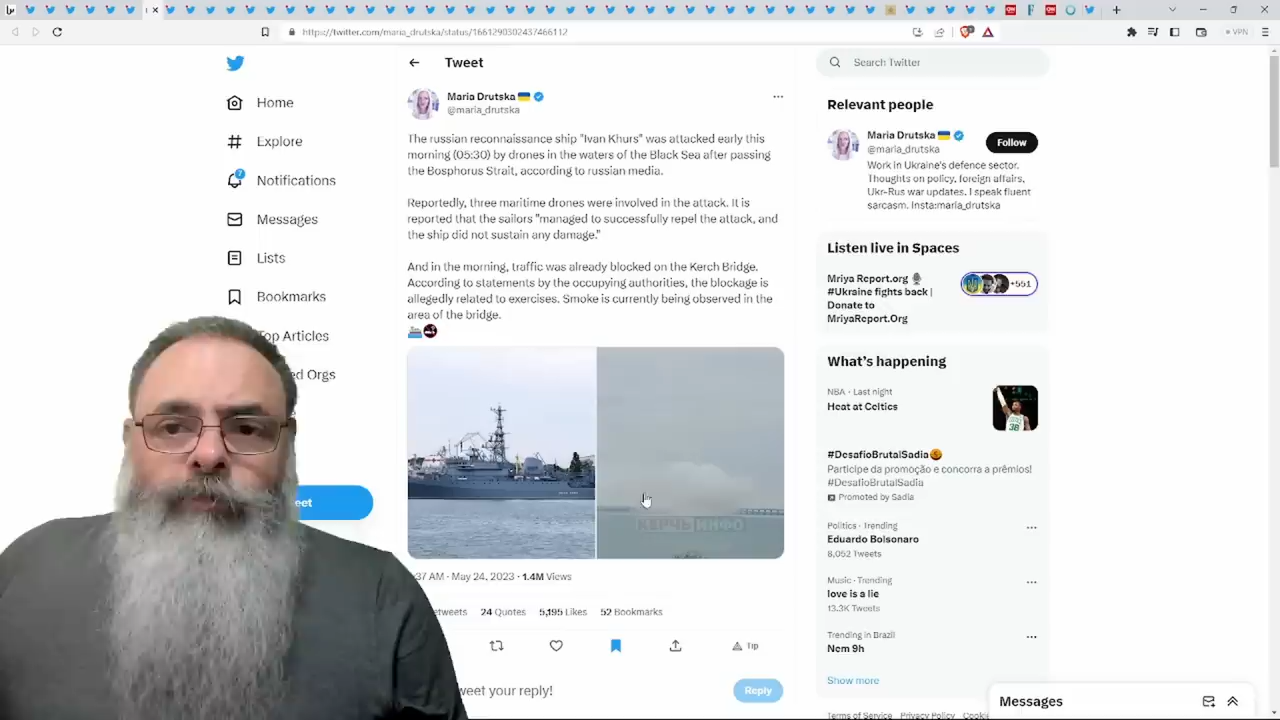 https://twitter.com/maria_drutska/status/1661290302437466112
VPN
Home
Explore
7
Notifications
Messages
Lists
Bookmarks
Top Articles
Orgs
Tweet
Maria Drutska
@maria_drutska
The russian reconnaissance ship "Ivan Khurs" was attacked early this
morning (05:30) by drones in the waters of the Black Sea after passing
the Bosphorus Strait, according to russian media.
Reportedly, three maritime drones were involved in the attack. It is
reported that the sailors "managed to successfully repel the attack, and
the ship did not sustain any damage."
And in the morning, traffic was already blocked on the Kerch Bridge.
According to statements by the occupying authorities, the blockage is
allegedly related to exercises. Smoke is currently being observed in the
area of the bridge.
КЕРЧЬ ИНФО
:37 AM · May 24, 2023 · 1.4M Views
24 Quotes 5,195 Likes 52 Bookmarks
Tip
weet your reply!
Reply
Search Twitter
Relevant people
Maria Drutska
@maria_drutska
Follow
Work in Ukraine's defence sector.
Thoughts on policy, foreign affairs,
Ukr-Rus war updates. I speak fluent
sarcasm. Insta:maria_drutska
Listen live in Spaces
Mriya Report.org
#Ukraine fights back |
Donate to
MriyaReport.Org
+551
What's happening
NBA · Last night
Heat at Celtics
#DesafioBrutalSadia
Participe da promoção e concorra a prêmios!
#DesafioBrutalSadia
Promoted by Sadia
Politics · Trending
Eduardo Bolsonaro
8,052 Tweets
Music · Trending
love is a lie
13.3K Tweets
Trending in Brazil
Nem 9h
Show more
Messages
Terms of Service Privacy Policy